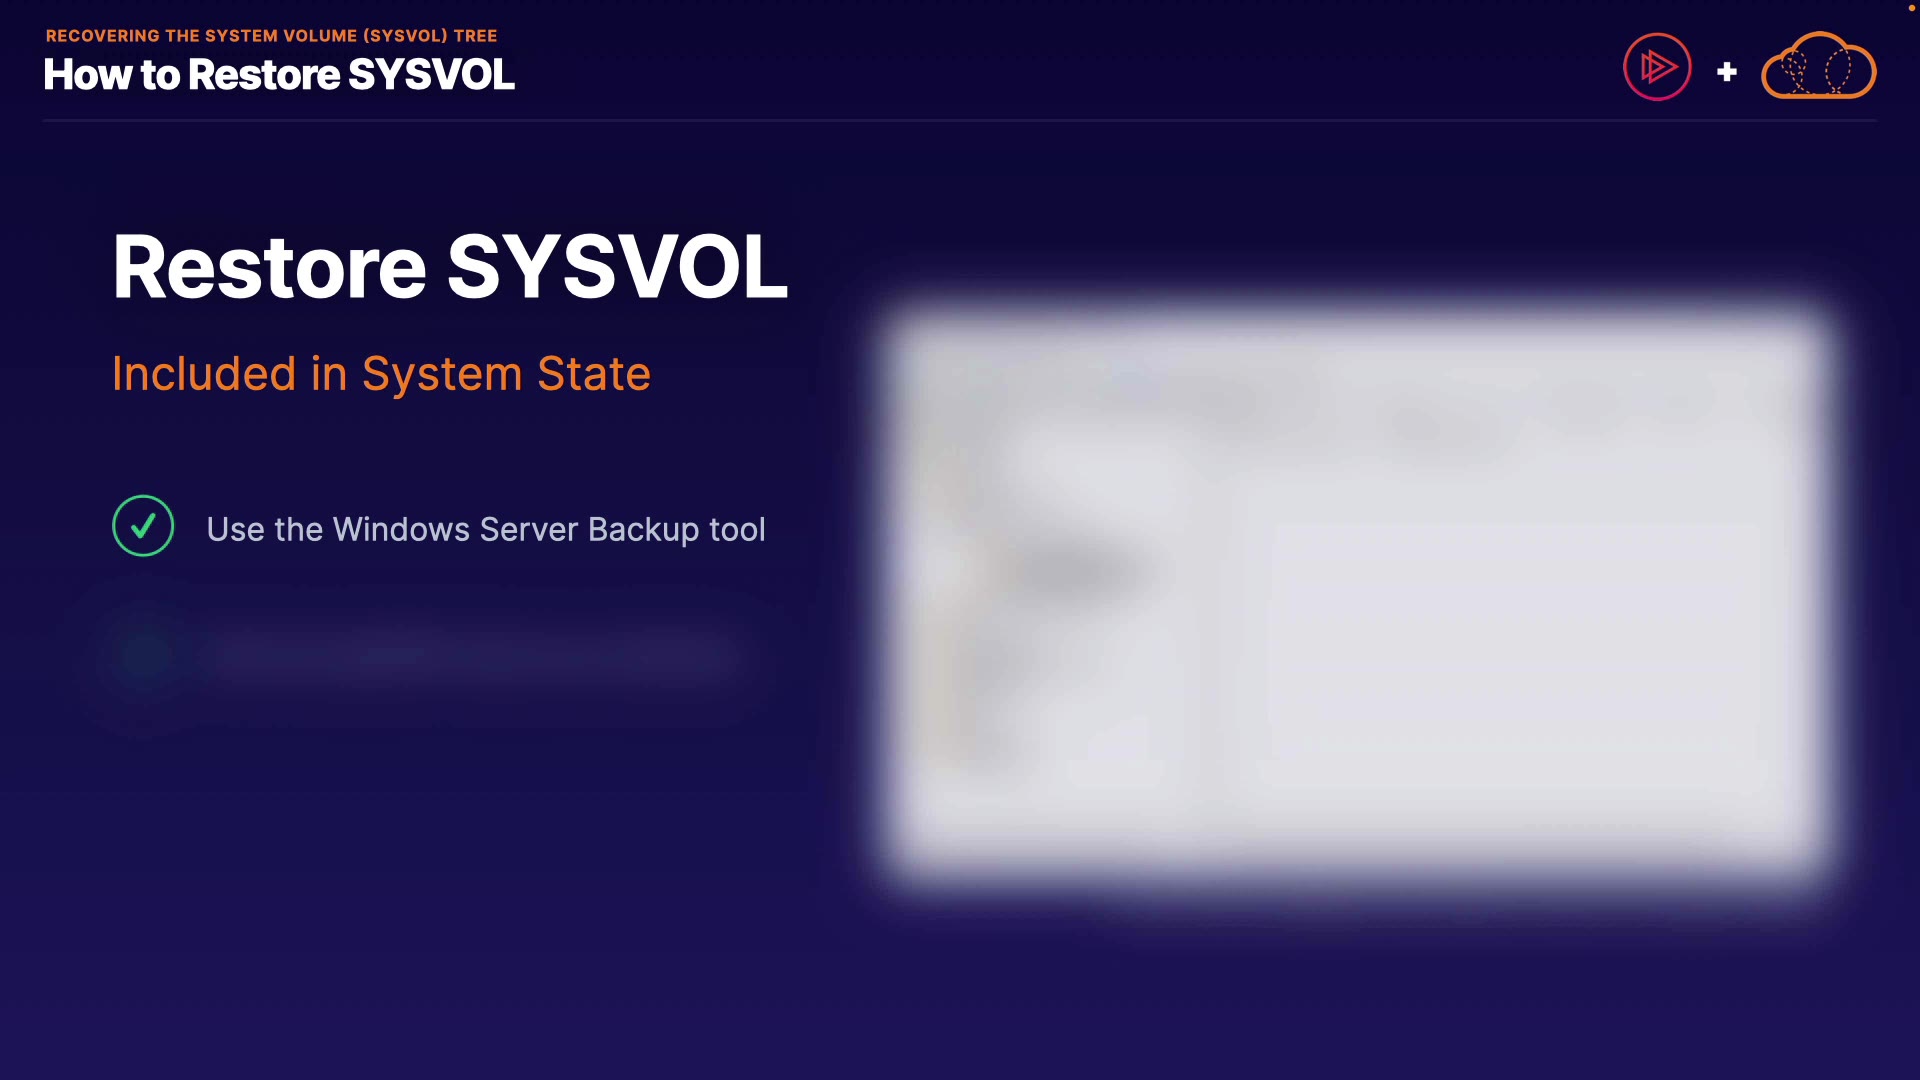 RECOVERING THE SYSTEM VOLUME (SYSVOL) TREE
How to Restore SYSVOL
Restore SYSVOL
Included in System State
Use the Windows Server Backup tool